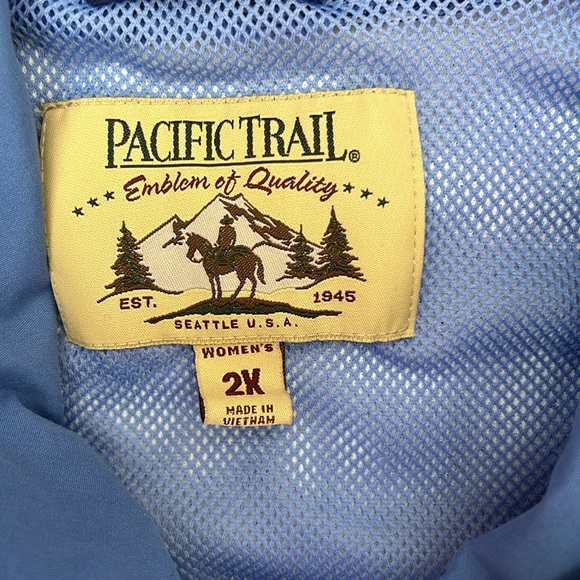 PACIFIC TRAIL®
Emblem of Quality
EST. 1945
SEATTLE U.S.A.
WOMEN'S
2X
MADE IN
VIETNAM